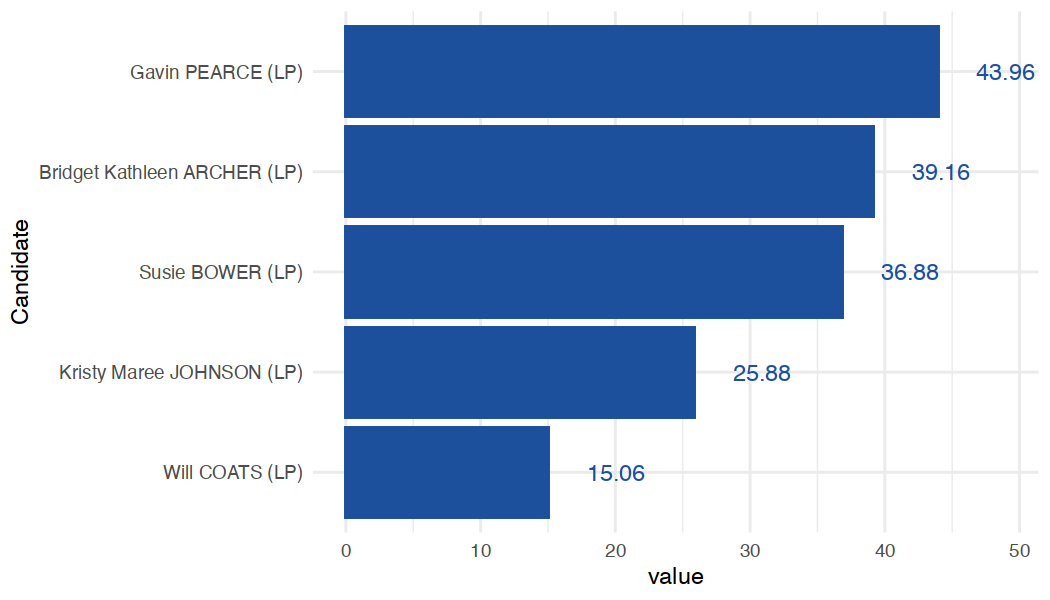 Candidate
Gavin PEARCE (LP) 43.96
Bridget Kathleen ARCHER (LP) 39.16
Susie BOWER (LP) 36.88
Kristy Maree JOHNSON (LP) 25.88
Will COATS (LP) 15.06
0 10 20 30 40 50
value